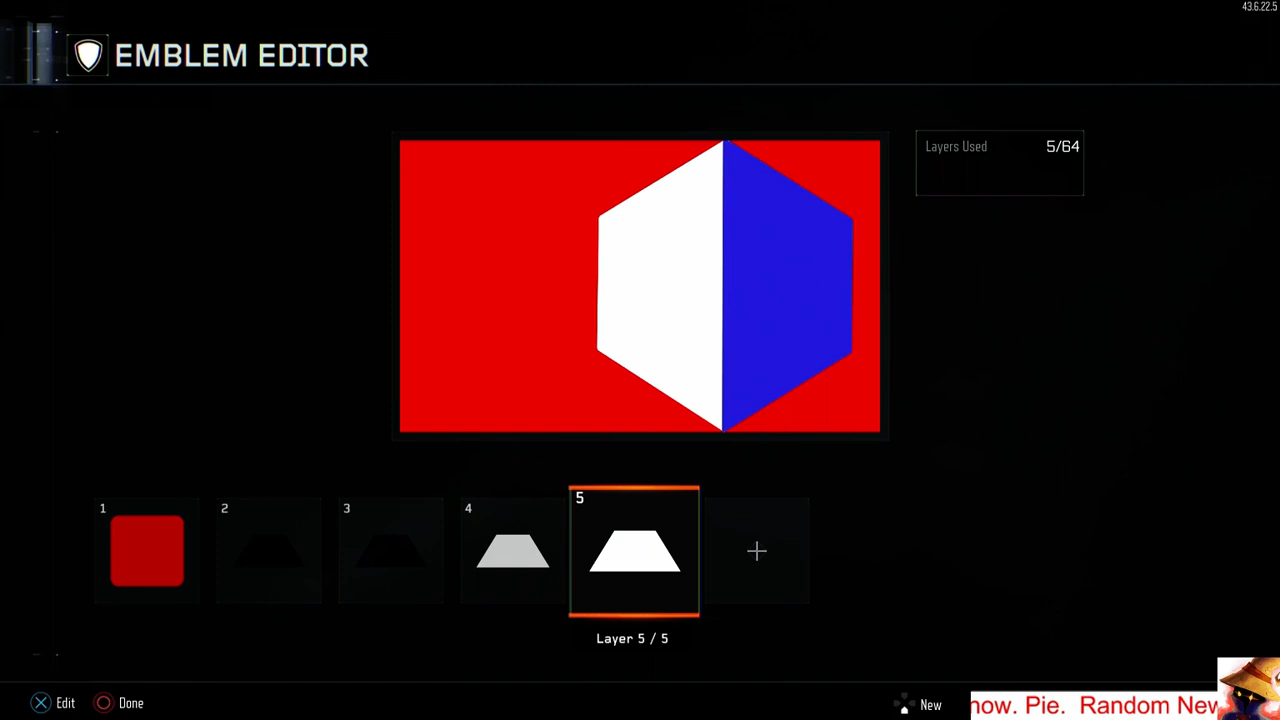 43.6.22.5
EMBLEM EDITOR
Layers Used 5/64
1
2
3
4
5
Layer 5 / 5
Edit
Done
New
now. Pie. Random New